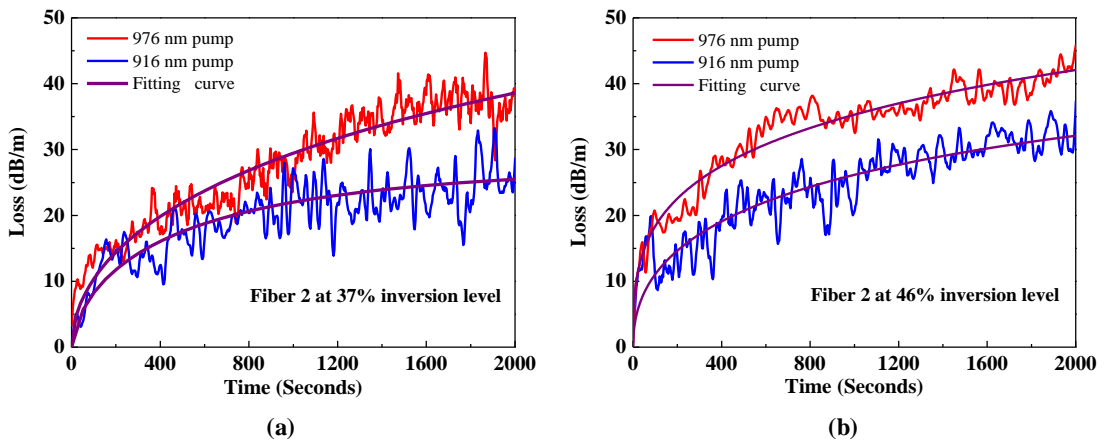 50
40
30
20
10
0
Loss (dB/m)
976 nm pump
916 nm pump
Fitting curve
Fiber 2 at 37% inversion level
0 400 800 1200 1600 2000
Time (Seconds)
(a)
50
40
30
20
10
0
Loss (dB/m)
976 nm pump
916 nm pump
Fitting curve
Fiber 2 at 46% inversion level
0 400 800 1200 1600 2000
Time (Seconds)
(b)